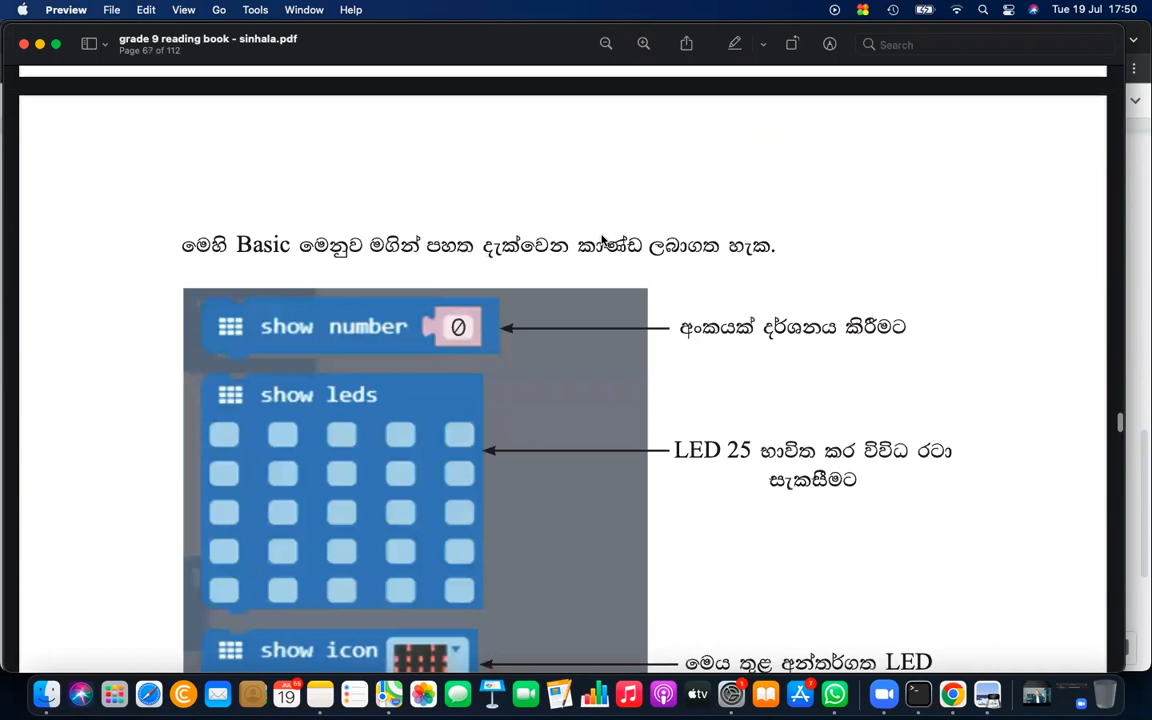 Preview File Edit View Go Tools Window Help Tue 19 Jul 17:50
grade 9 reading book - sinhala.pdf
Page 67 of 112
Search
මෙහි Basic මෙනුව මගින් පහත දැක්වෙන කාණ්ඩ ලබාගත හැක.
show number 0
අංකයක් දර්ශනය කිරීමට
show leds
LED 25 භාවිත කර විවිධ රටා
සැකසීමට
show icon
මෙය තුළ අන්තර්ගත LED
19
tv